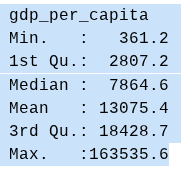 gdp_per_capita
Min.   :   361.2
1st Qu.:  2807.2
Median :  7864.6
Mean   : 13075.4
3rd Qu.: 18428.7
Max.   :163535.6